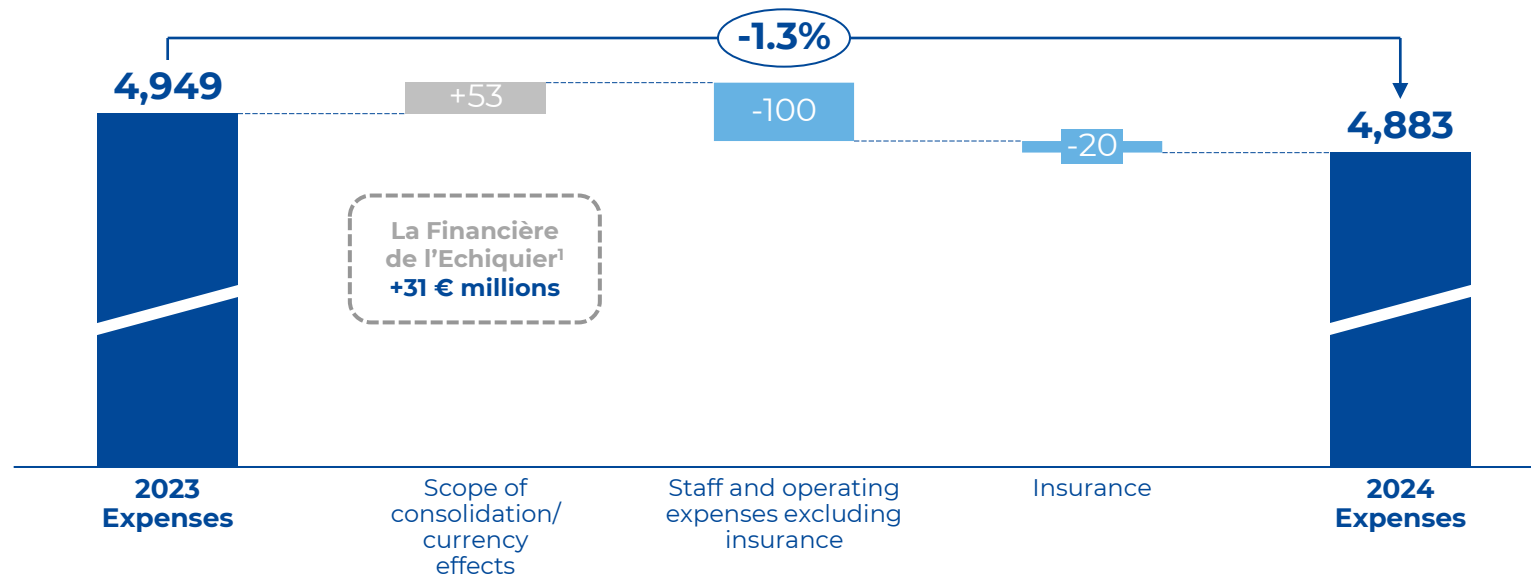 -1.3%
4,949
+53
-100
-20
4,883
La Financière
de l’Echiquier¹
+31 € millions
2023
Expenses
Scope of
consolidation/
currency
effects
Staff and operating
expenses excluding
insurance
Insurance
2024
Expenses